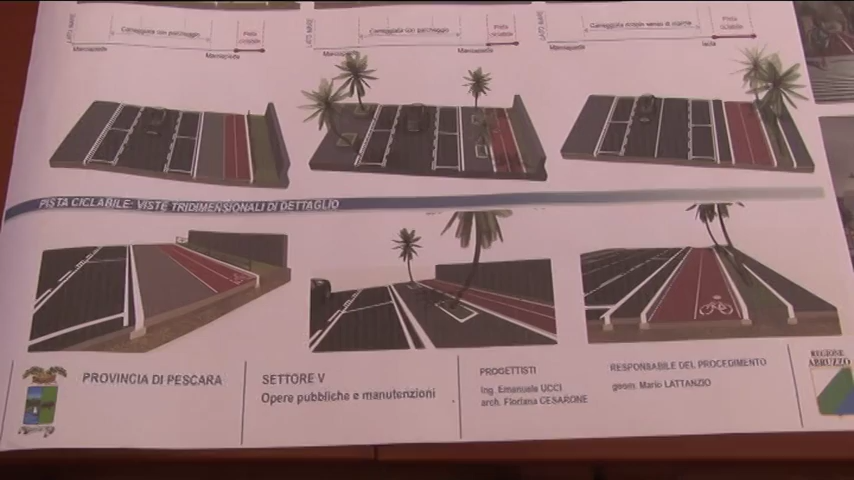 Carreggiata con parcheggio
Pista
ciclabile
Marciapiede
Marciapiede
Carreggiata con parcheggio
Pista
ciclabile
Marciapiede
Carreggiata doppio senso di marcia
Pista
Marciapiede
PISTA CICLABILE: VISTE TRIDIMENSIONALI DI DETTAGLIO
PROVINCIA DI PESCARA
SETTORE V
Opere pubbliche e manutenzioni
PROGETTISTI
Ing. Emanuele UCCI
arch. Floriana CESARONE
RESPONSABILE DEL PROCEDIMENTO
geom. Mario LATTANZIO
REGIONE
ABRUZZO